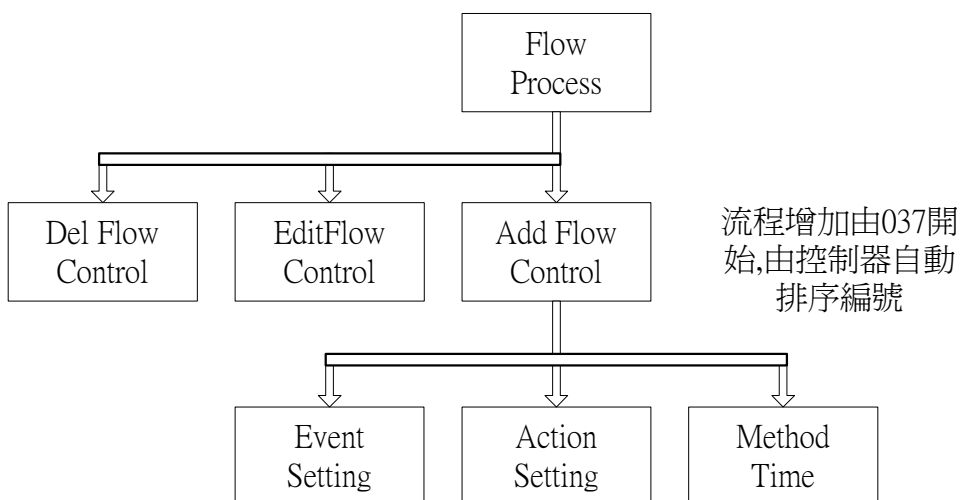 Flow
Process
Del Flow
Control
EditFlow
Control
Add Flow
Control
流程增加由037開
始,由控制器自動
排序編號
Event
Setting
Action
Setting
Method
Time